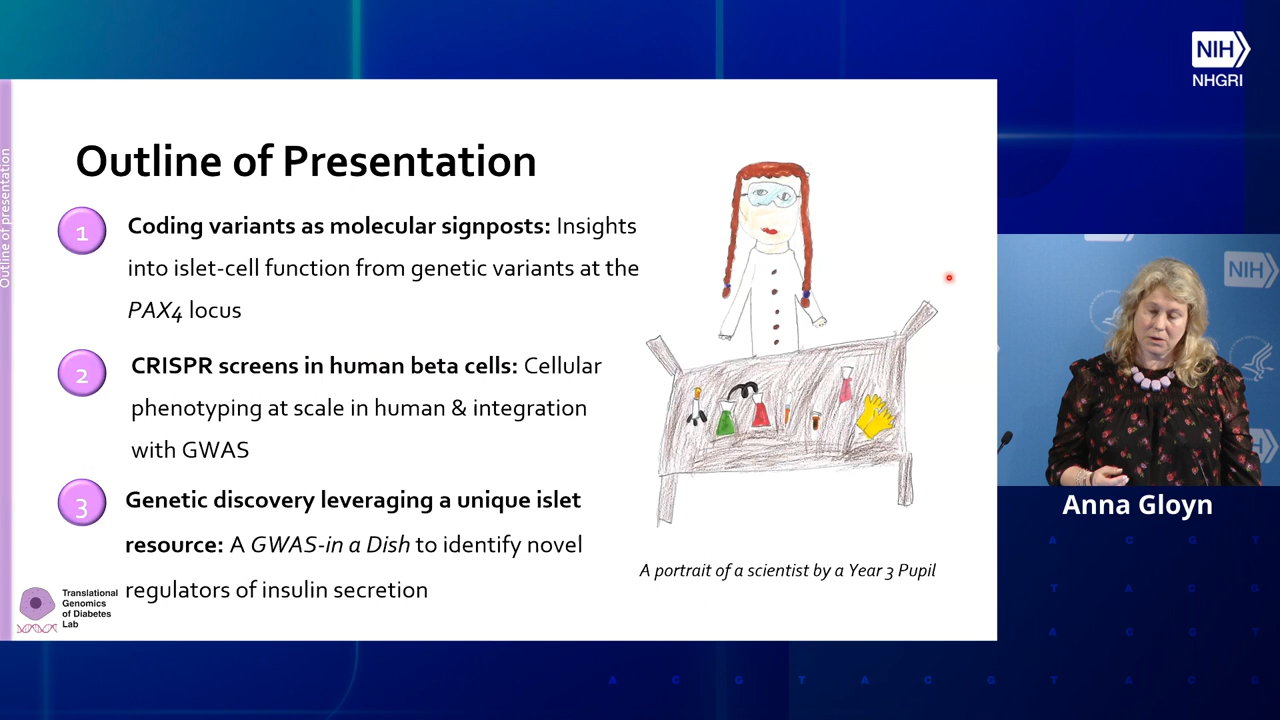 NIH
NHGRI
Outline of presentation
Outline of Presentation
1
Coding variants as molecular signposts: Insights
into islet-cell function from genetic variants at the
PAX4 locus
2
CRISPR screens in human beta cells: Cellular
phenotyping at scale in human & integration
with GWAS
3
Genetic discovery leveraging a unique islet
resource: A GWAS-in a Dish to identify novel
regulators of insulin secretion
Translational
Genomics
of Diabetes
Lab
A portrait of a scientist by a Year 3 Pupil
NIH
Anna Gloyn
A C G T
T A C G
A C G T
A C G T A C G T A C G